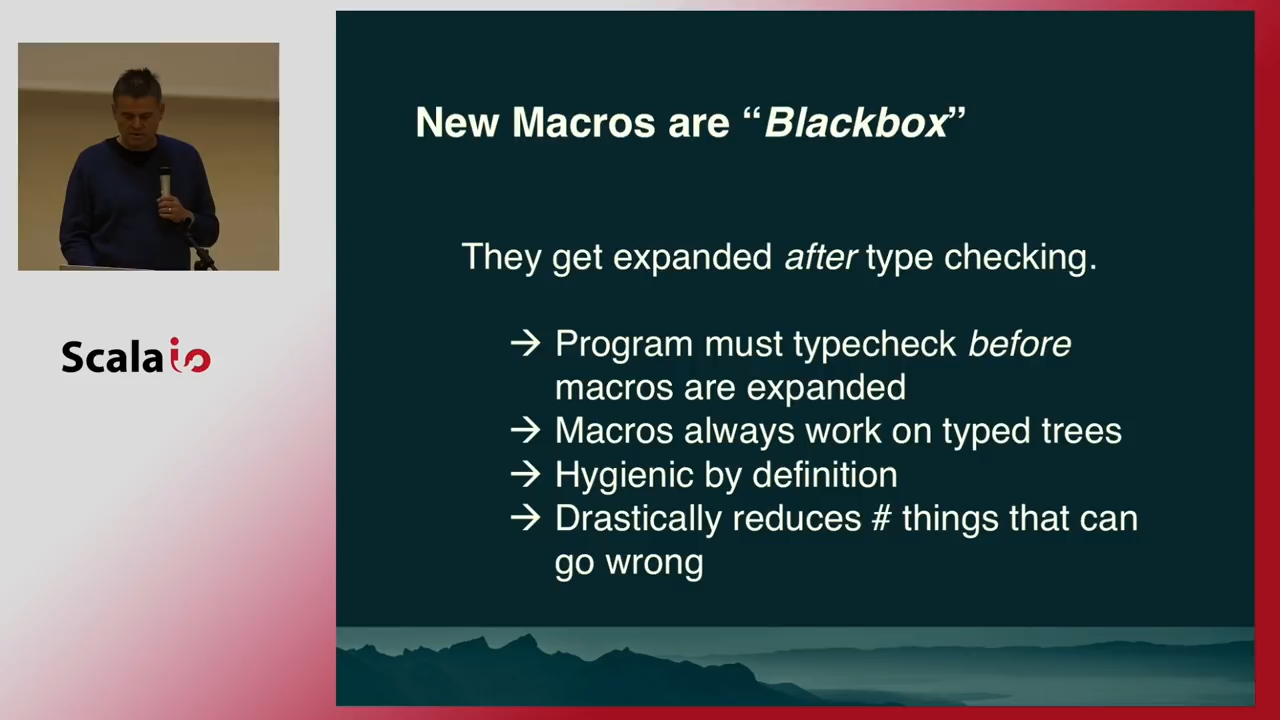 New Macros are “Blackbox”
They get expanded after type checking.
→ Program must typecheck before
macros are expanded
→ Macros always work on typed trees
→ Hygienic by definition
→ Drastically reduces # things that can
go wrong
Scala io